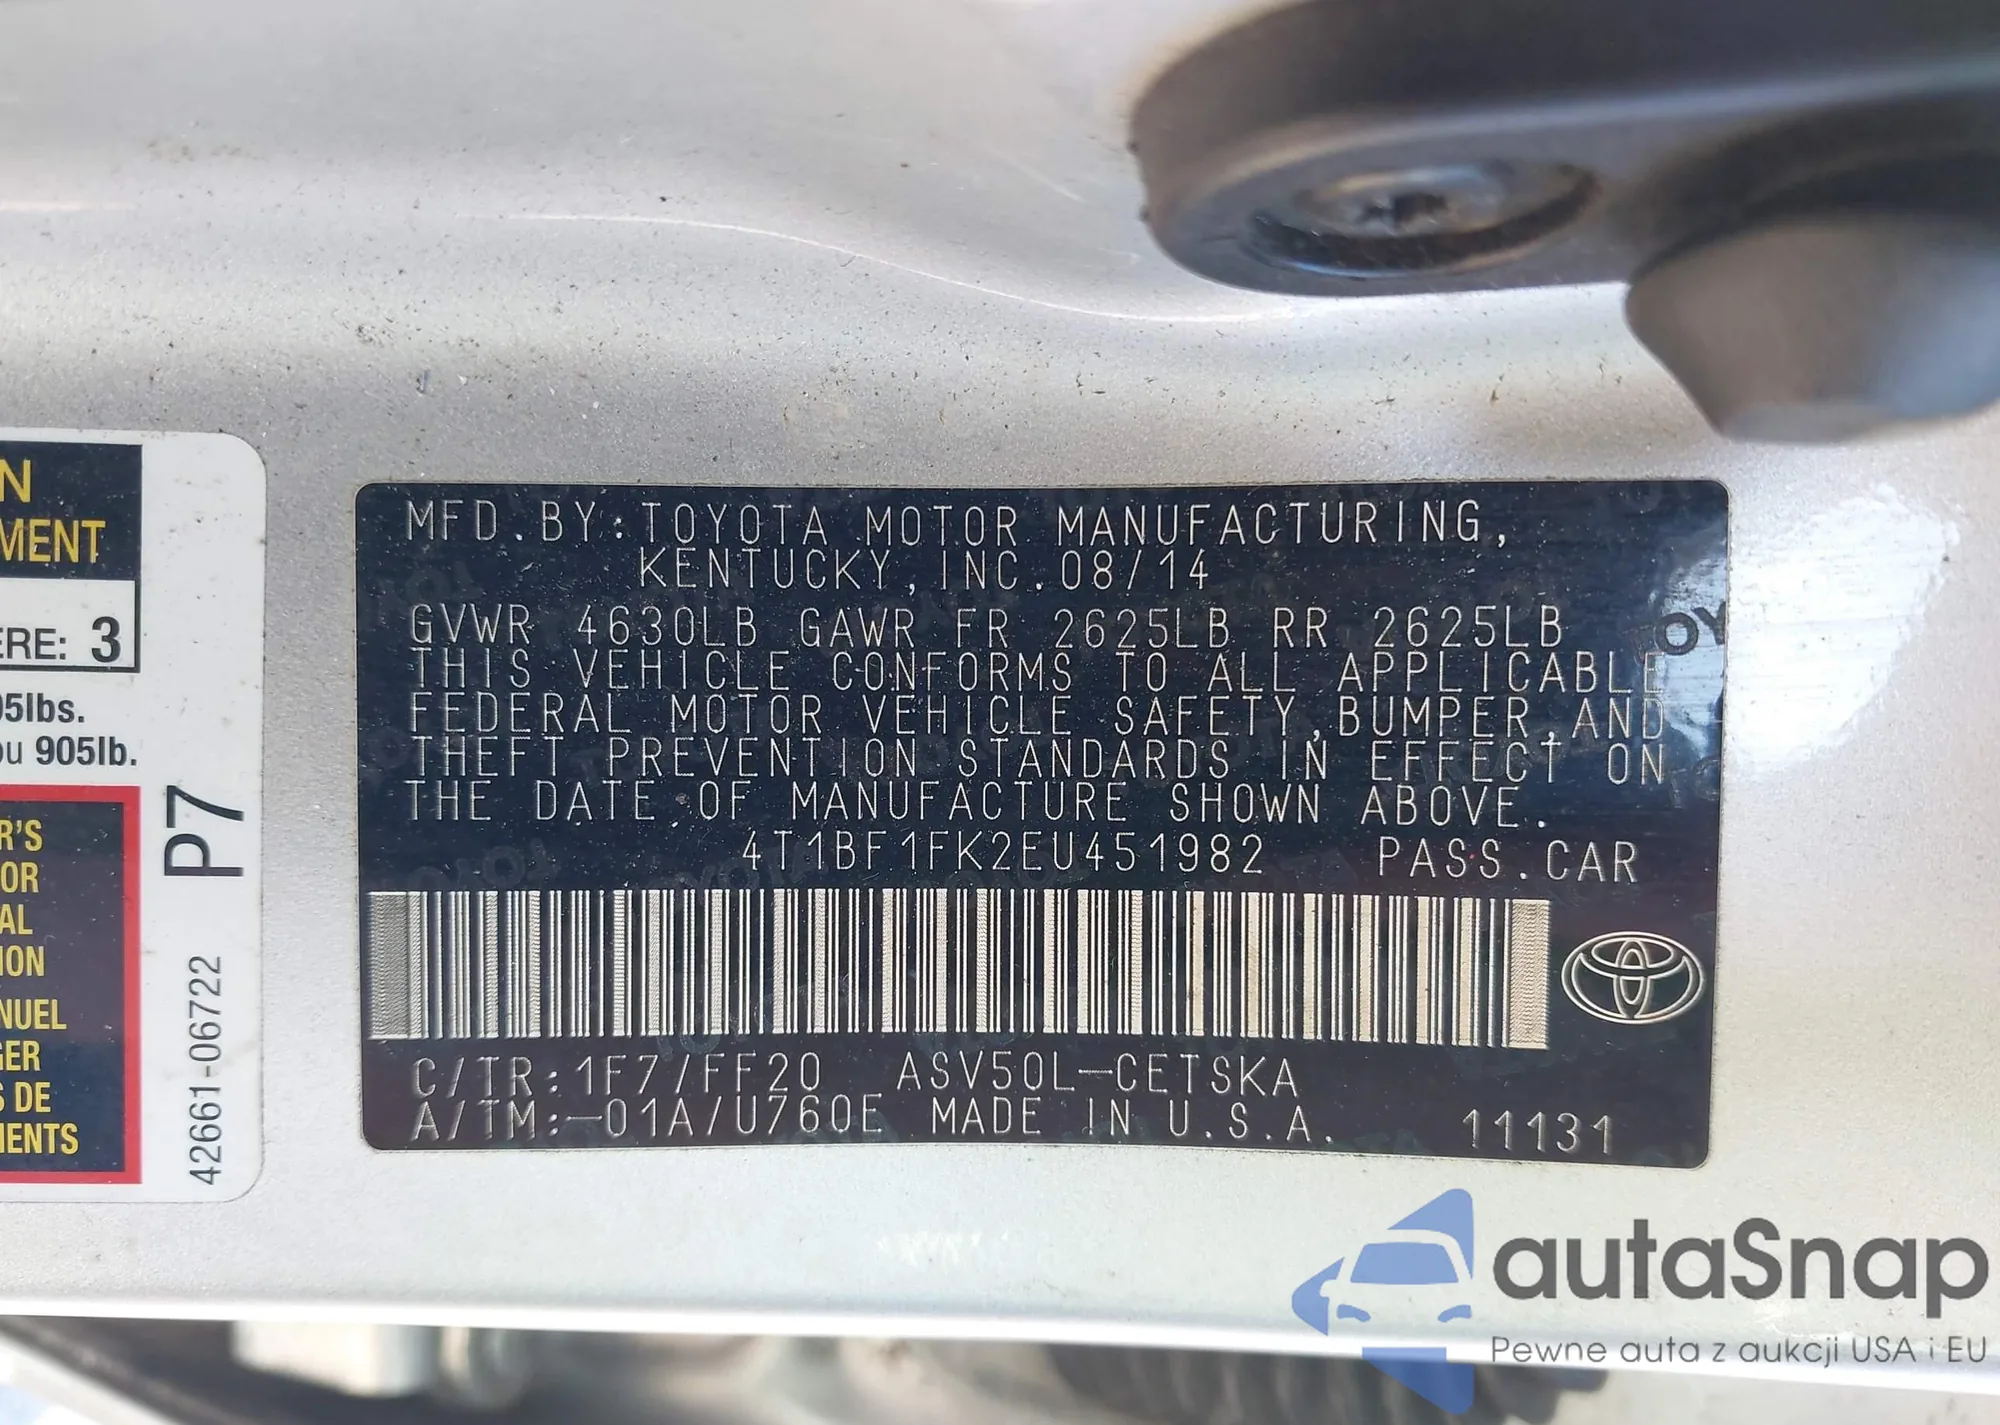 N
MENT
ERE: 3
05lbs.
ou 905lb.
R'S
OR
AL
ION
NUEL
GER
S DE
MENTS
P7
42661-06722
MFD.BY:TOYOTA MOTOR MANUFACTURING,
KENTUCKY,INC.08/14
GVWR 4630LB GAWR FR 2625LB RR 2625LB
THIS VEHICLE CONFORMS TO ALL APPLICABLE
FEDERAL MOTOR VEHICLE SAFETY,BUMPER,AND
THEFT PREVENTION STANDARDS IN EFFECT ON
THE DATE OF MANUFACTURE SHOWN ABOVE.
4T1BF1FK2EU451982 PASS.CAR
C/TR:1F7/FF20 ASV50L-CETSKA
A/TM:-01A/U760E MADE IN U.S.A. 11131
autaSnap
Pewne auta z aukcji USA i EU